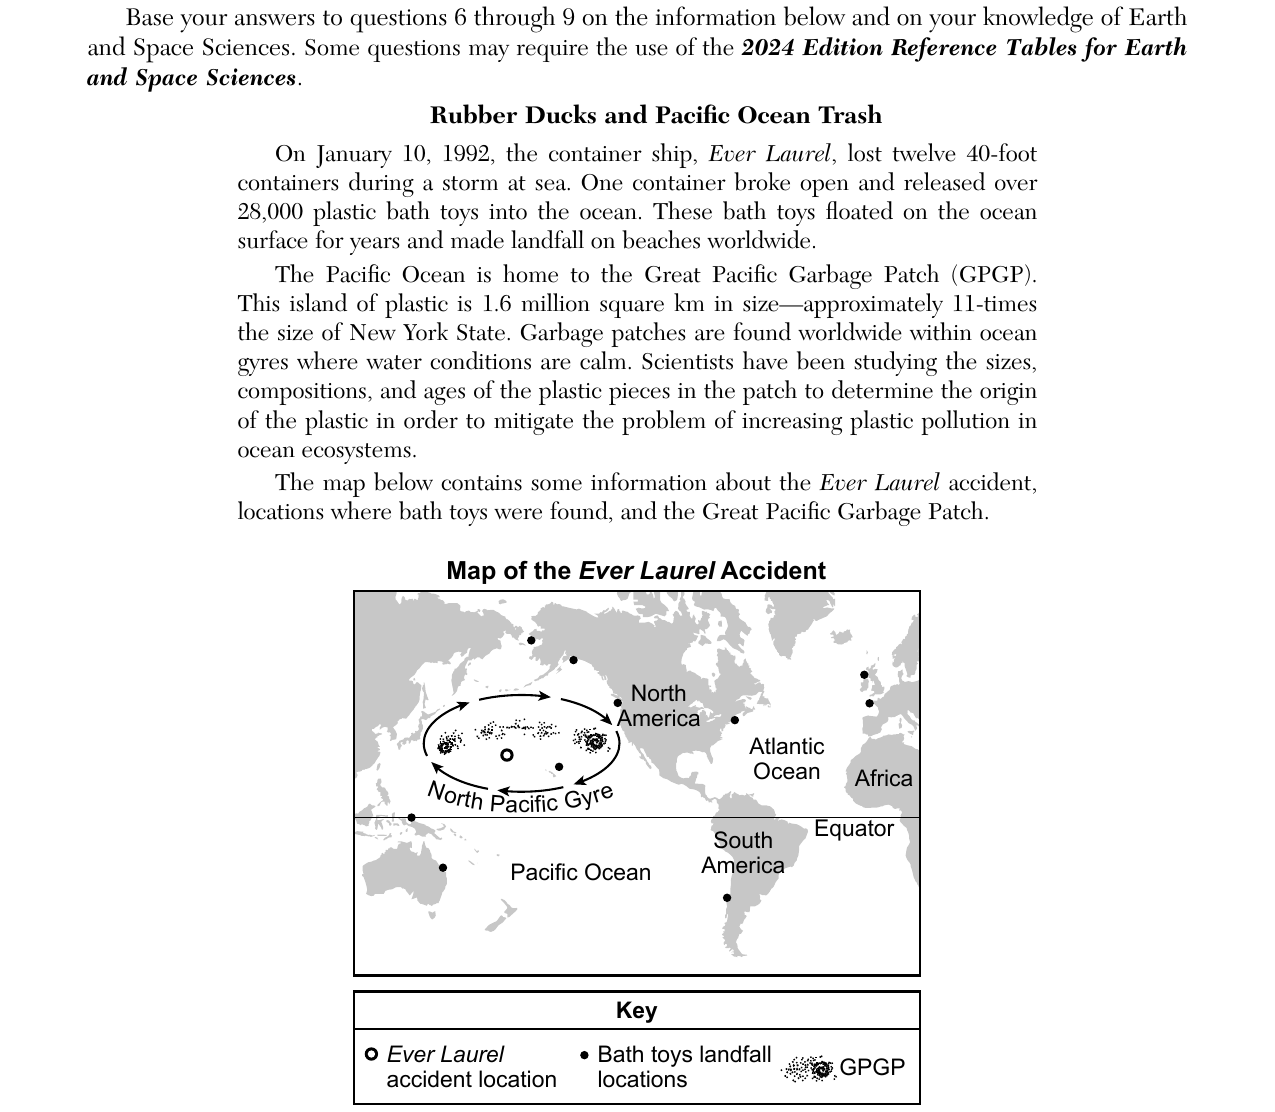 Base your answers to questions 6 through 9 on the information below and on your knowledge of Earth
and Space Sciences. Some questions may require the use of the 2024 Edition Reference Tables for Earth
and Space Sciences.
Rubber Ducks and Pacific Ocean Trash
On January 10, 1992, the container ship, Ever Laurel, lost twelve 40-foot
containers during a storm at sea. One container broke open and released over
28,000 plastic bath toys into the ocean. These bath toys floated on the ocean
surface for years and made landfall on beaches worldwide.
The Pacific Ocean is home to the Great Pacific Garbage Patch (GPGP).
This island of plastic is 1.6 million square km in size—approximately 11-times
the size of New York State. Garbage patches are found worldwide within ocean
gyres where water conditions are calm. Scientists have been studying the sizes,
compositions, and ages of the plastic pieces in the patch to determine the origin
of the plastic in order to mitigate the problem of increasing plastic pollution in
ocean ecosystems.
The map below contains some information about the Ever Laurel accident,
locations where bath toys were found, and the Great Pacific Garbage Patch.
Map of the Ever Laurel Accident
North
America
Atlantic
Ocean
Africa
North Pacific Gyre
Equator
South
America
Pacific Ocean
Key
Ever Laurel
accident location
Bath toys landfall
locations
GPGP